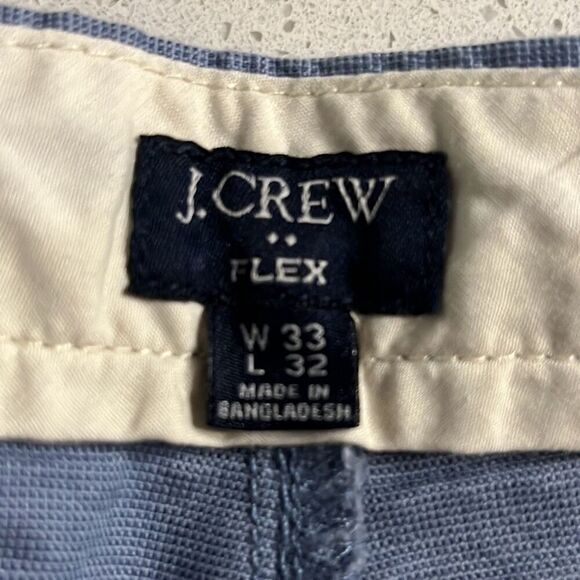 J.CREW
FLEX
W 33
L 32
MADE IN
BANGLADESH